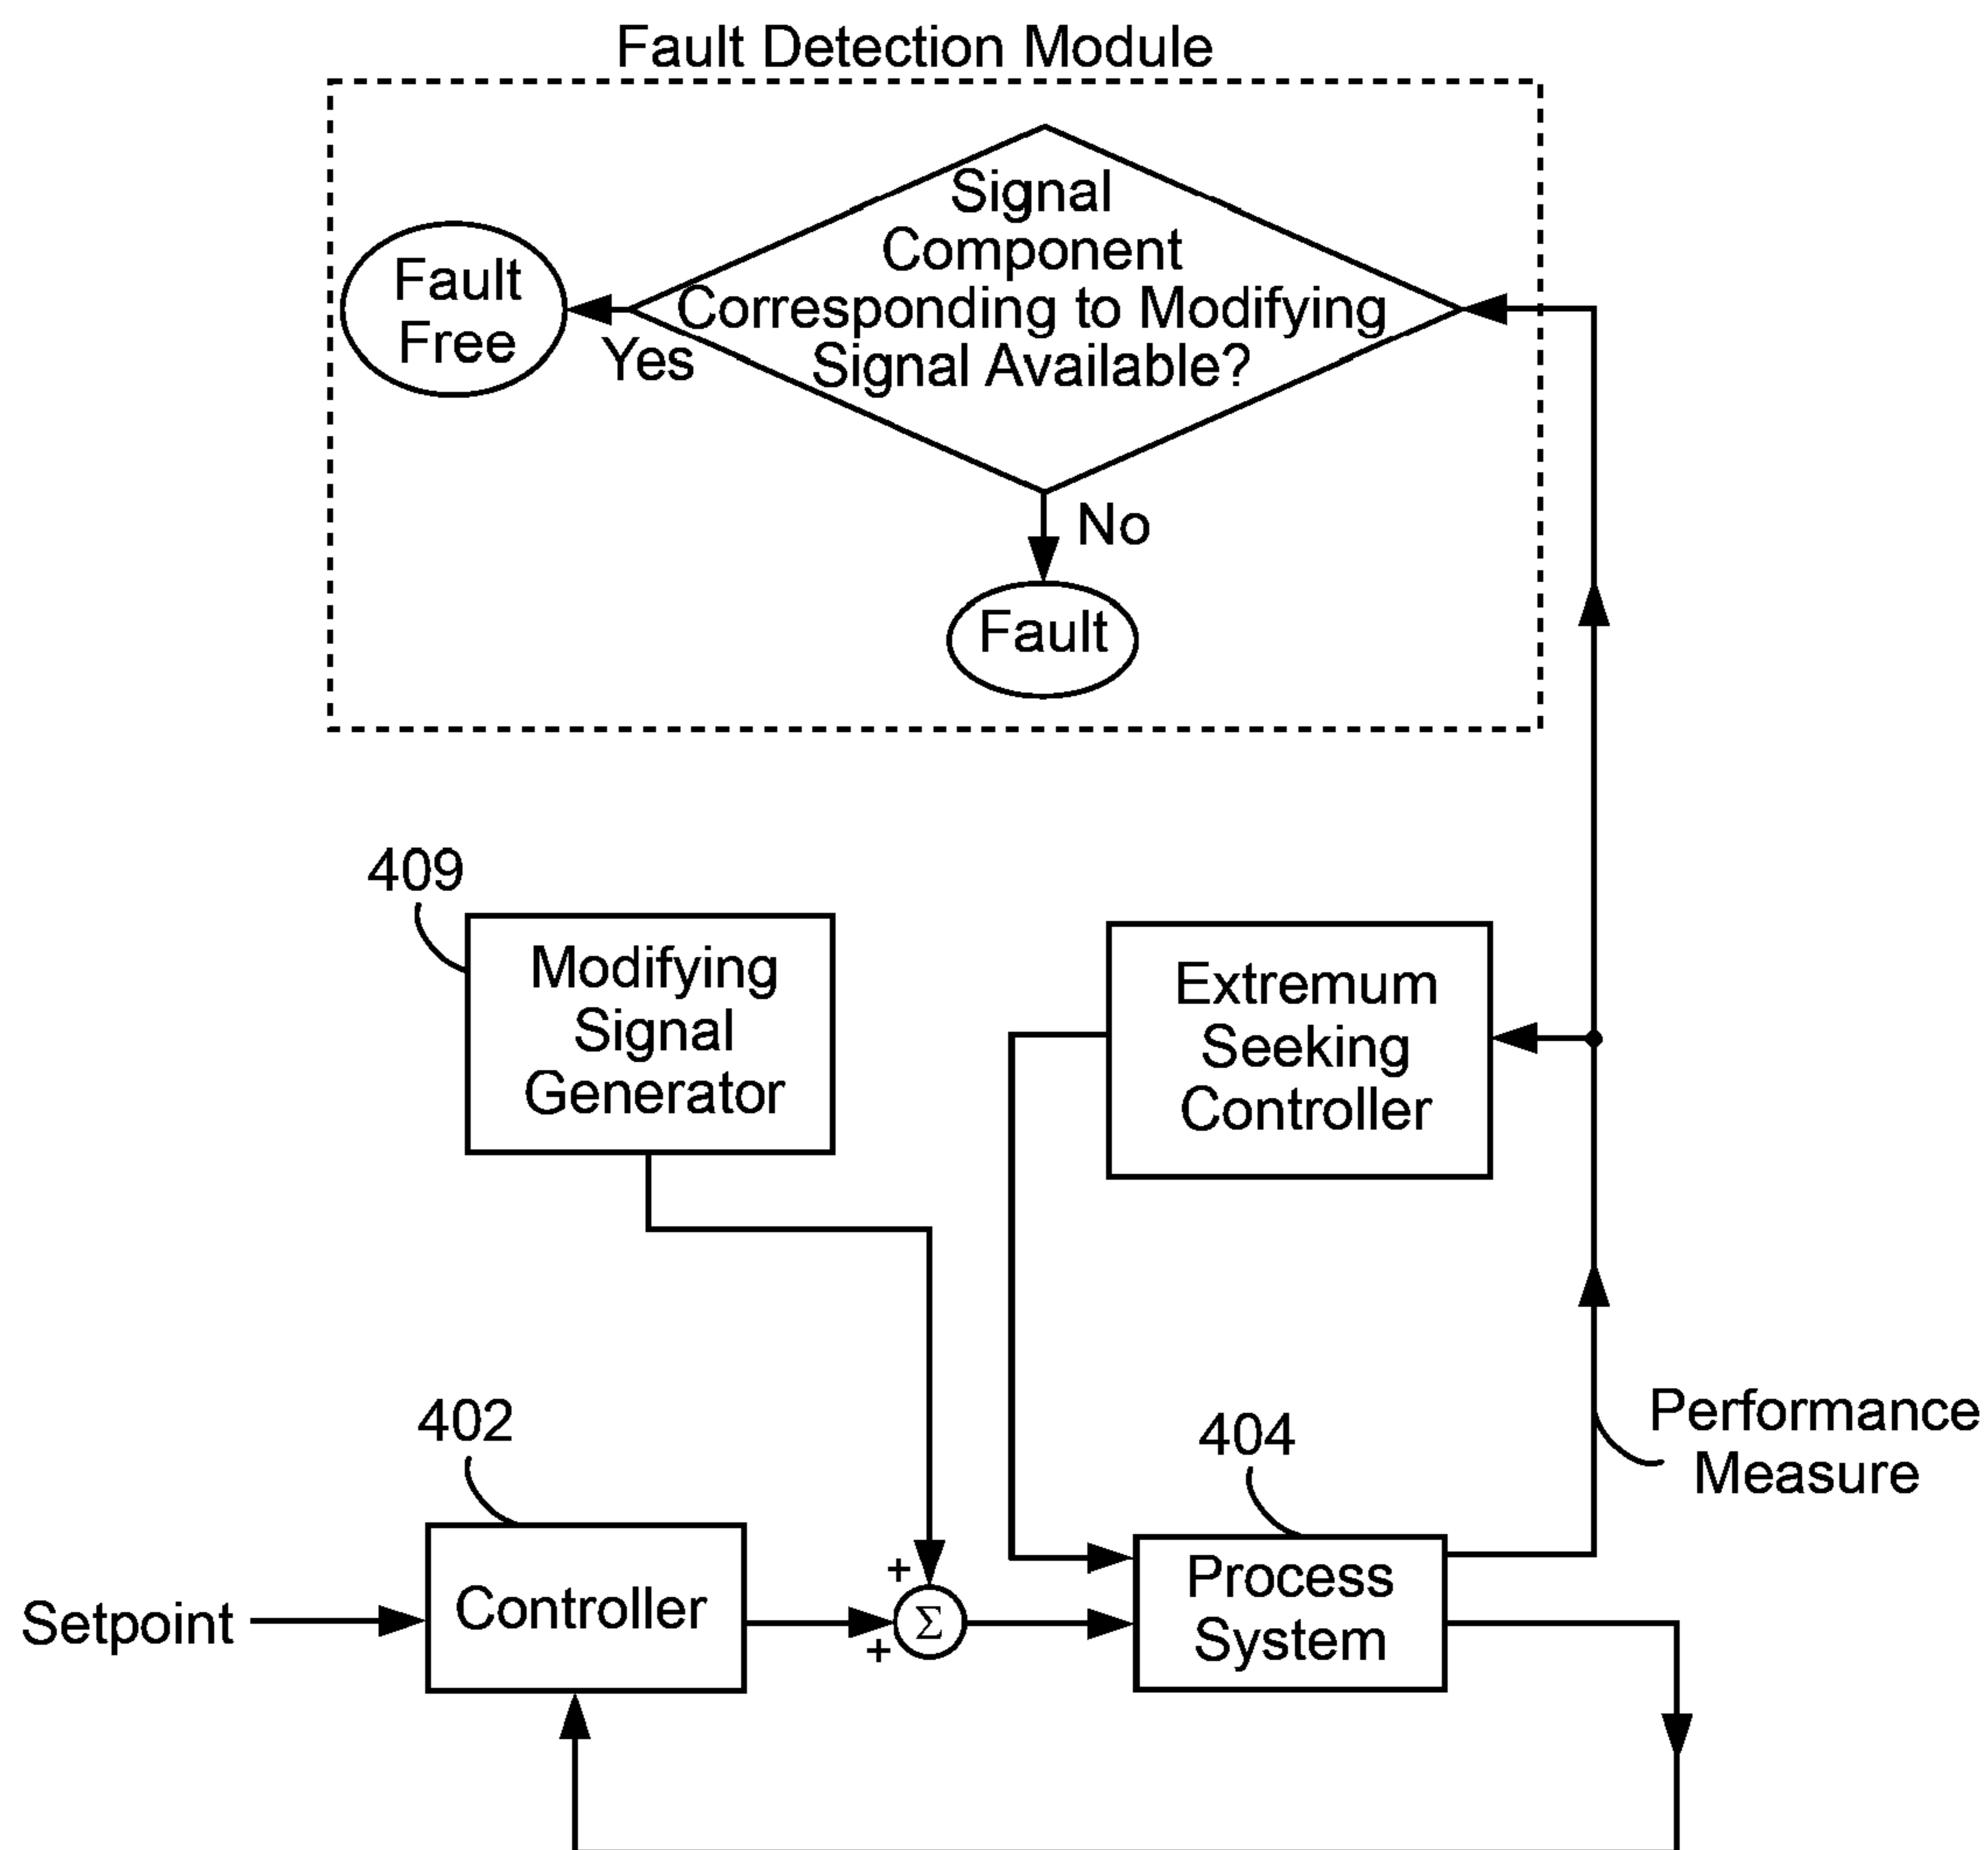 Fault Detection Module
Signal
Component
Corresponding to Modifying
Signal Available?
Fault
Free
Yes
No
Fault
409
Modifying
Signal
Generator
Extremum
Seeking
Controller
Performance
Measure
402
404
Setpoint
Controller
+
+
Σ
Process
System